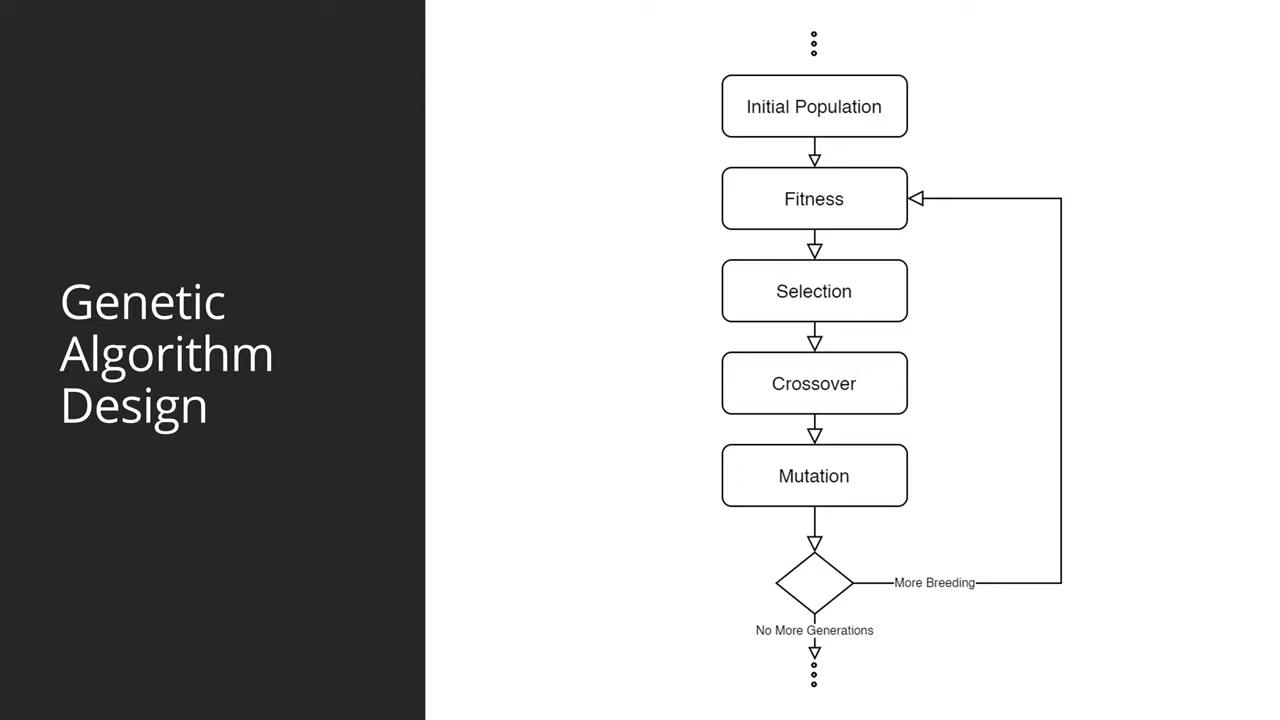 Genetic
Algorithm
Design
Initial Population
Fitness
Selection
Crossover
Mutation
More Breeding
No More Generations